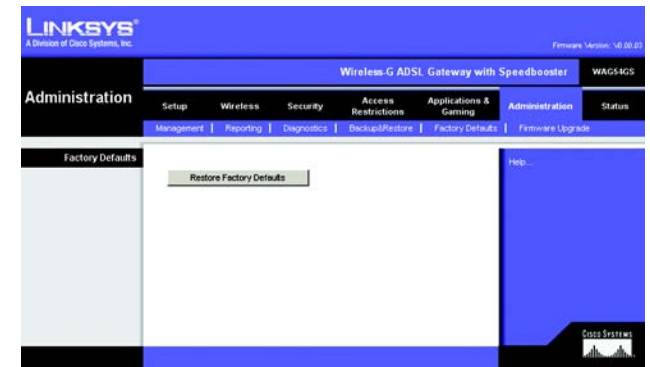 LINKSYS®
A Division of Cisco Systems, Inc.
Firmware Version: V0.00.03
Wireless-G ADSL Gateway with Speedbooster WAG54GS
Administration
Setup Wireless Security Access Restrictions Applications & Gaming Administration Status
Management | Reporting | Diagnostics | Backup&Restore | Factory Defaults | Firmware Upgrade
Factory Defaults
Restore Factory Defaults
Help...
CISCO SYSTEMS